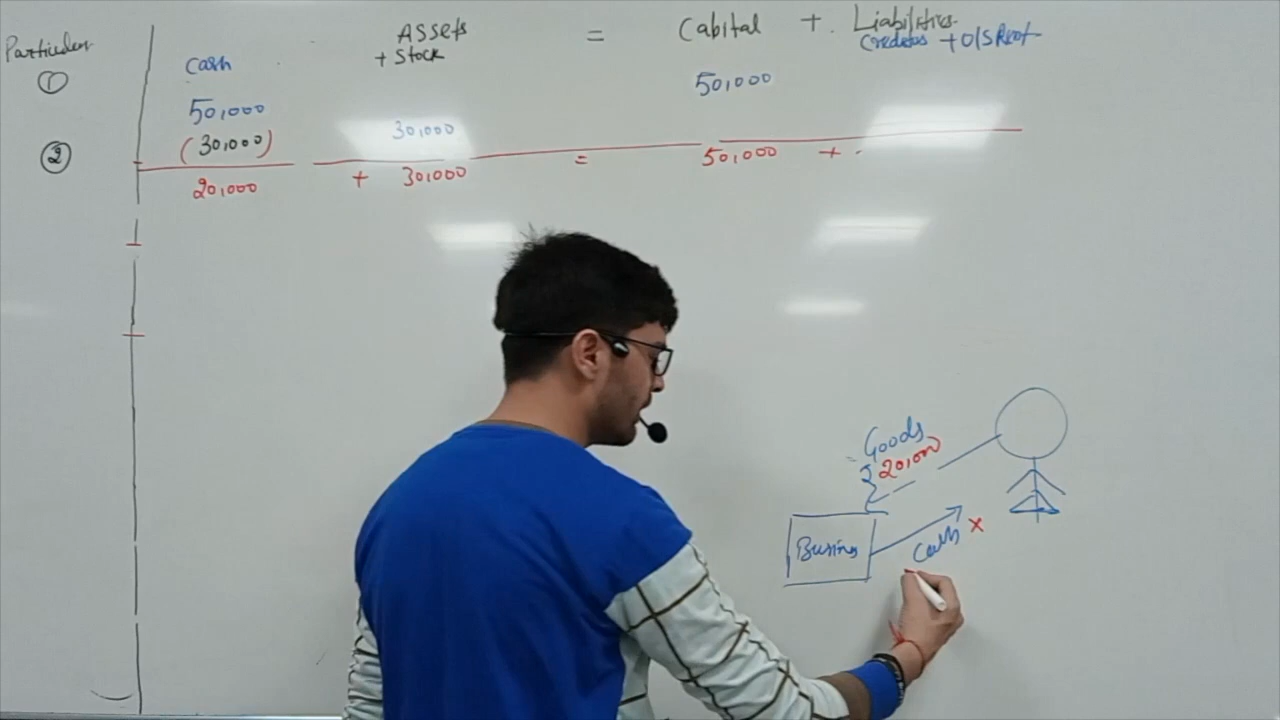 Particulars Assets = Cabital + Liabilities
Cash + Stock Creditors + O/S Rent
① 50,000 50,000
② (30,000) 30,000
20,000 + 30,000 = 50,000 +
Goods
₹ 20,000
Cash ×